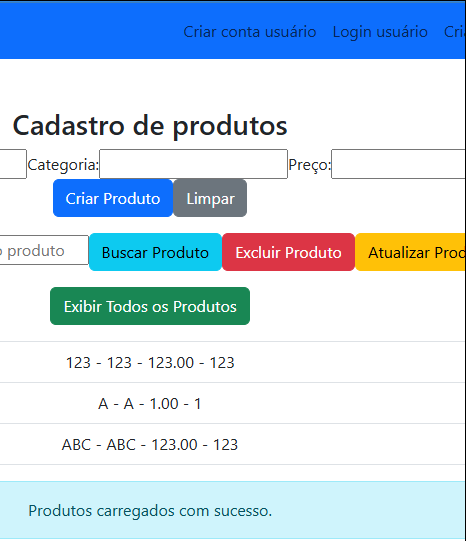 Criar conta usuário Login usuário
Cadastro de produtos
Categoria: Preço:
Criar Produto Limpar
produto Buscar Produto Excluir Produto Atualizar
Exibir Todos os Produtos
123 - 123 - 123.00 - 123
A - A - 1.00 - 1
ABC - ABC - 123.00 - 123
Produtos carregados com sucesso.